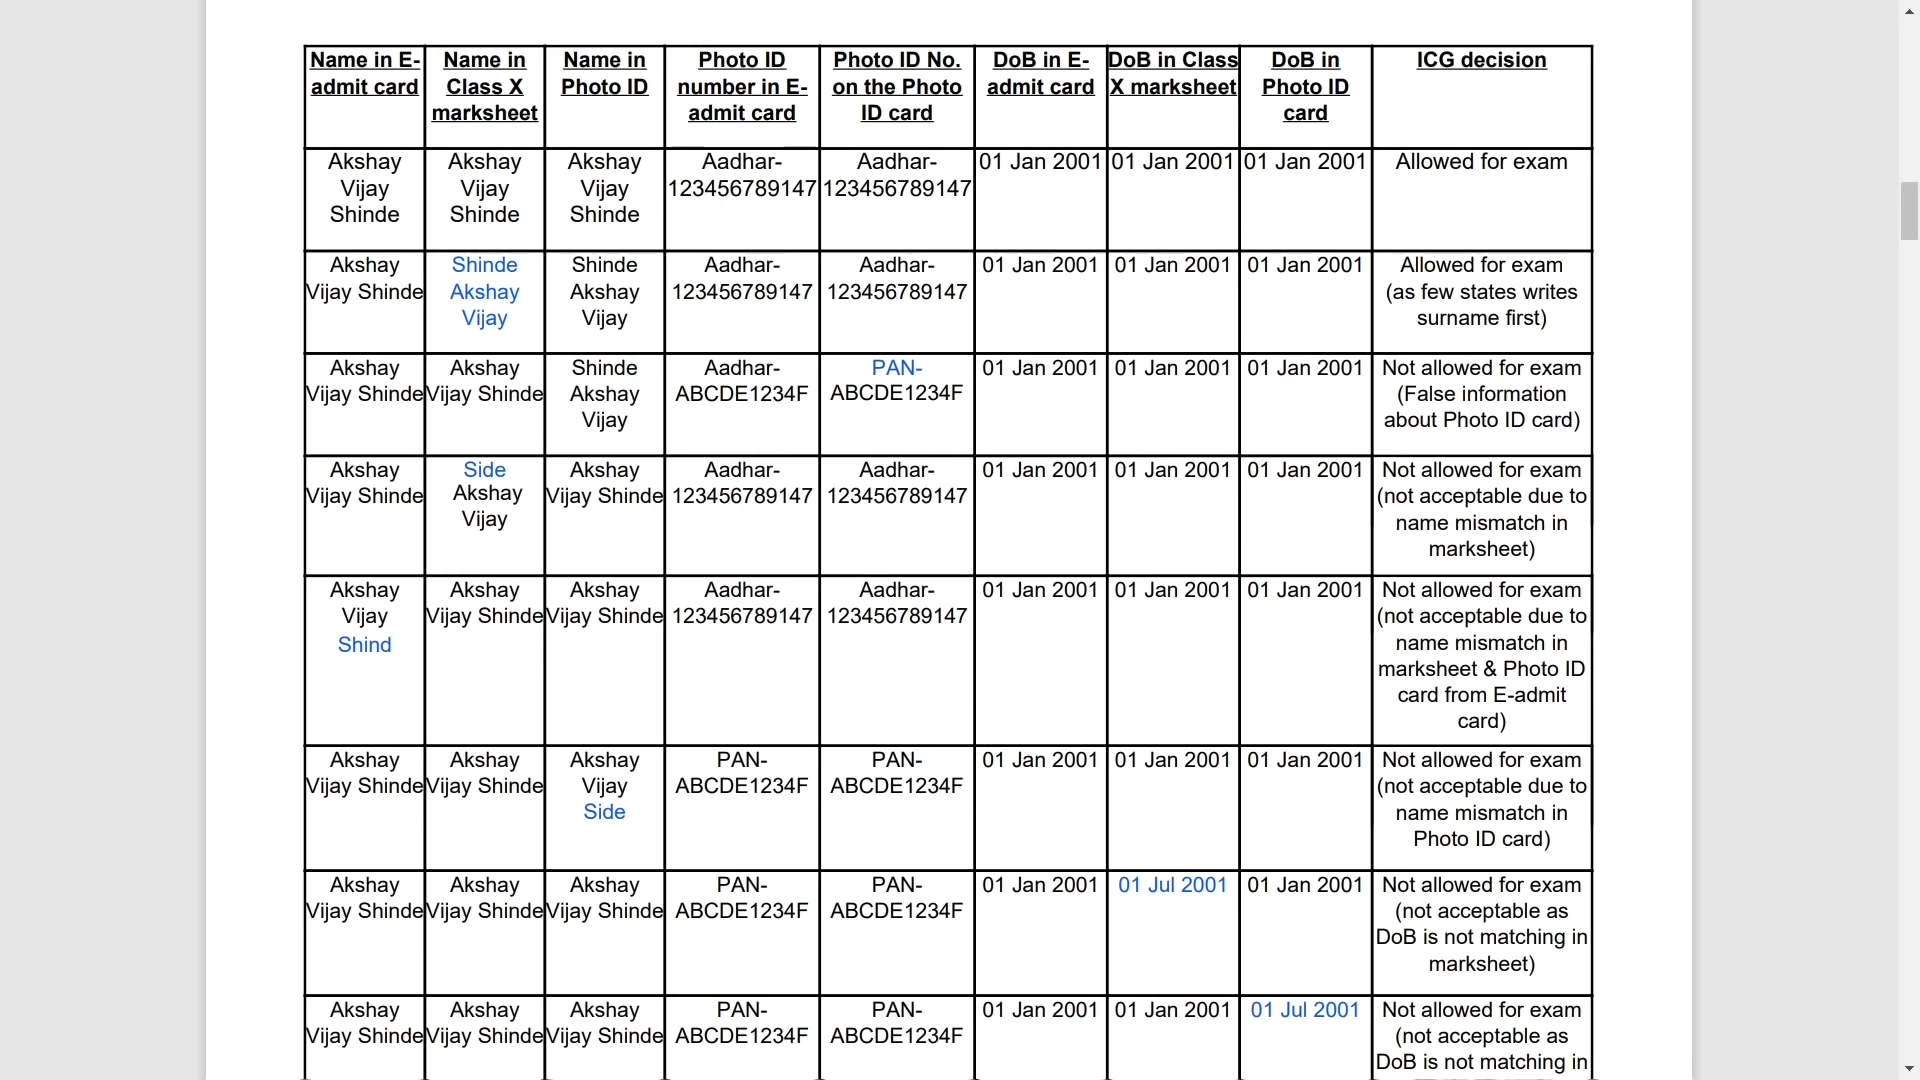 Name in E-admit card | Name in Class X marksheet | Name in Photo ID | Photo ID number in E-admit card | Photo ID No. on the Photo ID card | DoB in E-admit card | DoB in Class X marksheet | DoB in Photo ID card | ICG decision
Akshay Vijay Shinde | Akshay Vijay Shinde | Akshay Vijay Shinde | Aadhar-123456789147 | Aadhar-123456789147 | 01 Jan 2001 | 01 Jan 2001 | 01 Jan 2001 | Allowed for exam
Akshay Vijay Shinde | Shinde Akshay Vijay | Shinde Akshay Vijay | Aadhar-123456789147 | Aadhar-123456789147 | 01 Jan 2001 | 01 Jan 2001 | 01 Jan 2001 | Allowed for exam (as few states writes surname first)
Akshay Vijay Shinde | Akshay Vijay Shinde | Shinde Akshay Vijay | Aadhar-ABCDE1234F | PAN-ABCDE1234F | 01 Jan 2001 | 01 Jan 2001 | 01 Jan 2001 | Not allowed for exam (False information about Photo ID card)
Akshay Vijay Shinde | Side Akshay Vijay | Akshay Vijay Shinde | Aadhar-123456789147 | Aadhar-123456789147 | 01 Jan 2001 | 01 Jan 2001 | 01 Jan 2001 | Not allowed for exam (not acceptable due to name mismatch in marksheet)
Akshay Vijay Shind | Akshay Vijay Shinde | Akshay Vijay Shinde | Aadhar-123456789147 | Aadhar-123456789147 | 01 Jan 2001 | 01 Jan 2001 | 01 Jan 2001 | Not allowed for exam (not acceptable due to name mismatch in marksheet & Photo ID card from E-admit card)
Akshay Vijay Shinde | Akshay Vijay Shinde | Akshay Vijay Side | PAN-ABCDE1234F | PAN-ABCDE1234F | 01 Jan 2001 | 01 Jan 2001 | 01 Jan 2001 | Not allowed for exam (not acceptable due to name mismatch in Photo ID card)
Akshay Vijay Shinde | Akshay Vijay Shinde | Akshay Vijay Shinde | PAN-ABCDE1234F | PAN-ABCDE1234F | 01 Jan 2001 | 01 Jul 2001 | 01 Jan 2001 | Not allowed for exam (not acceptable as DoB is not matching in marksheet)
Akshay Vijay Shinde | Akshay Vijay Shinde | Akshay Vijay Shinde | PAN-ABCDE1234F | PAN-ABCDE1234F | 01 Jan 2001 | 01 Jan 2001 | 01 Jul 2001 | Not allowed for exam (not acceptable as DoB is not matching in